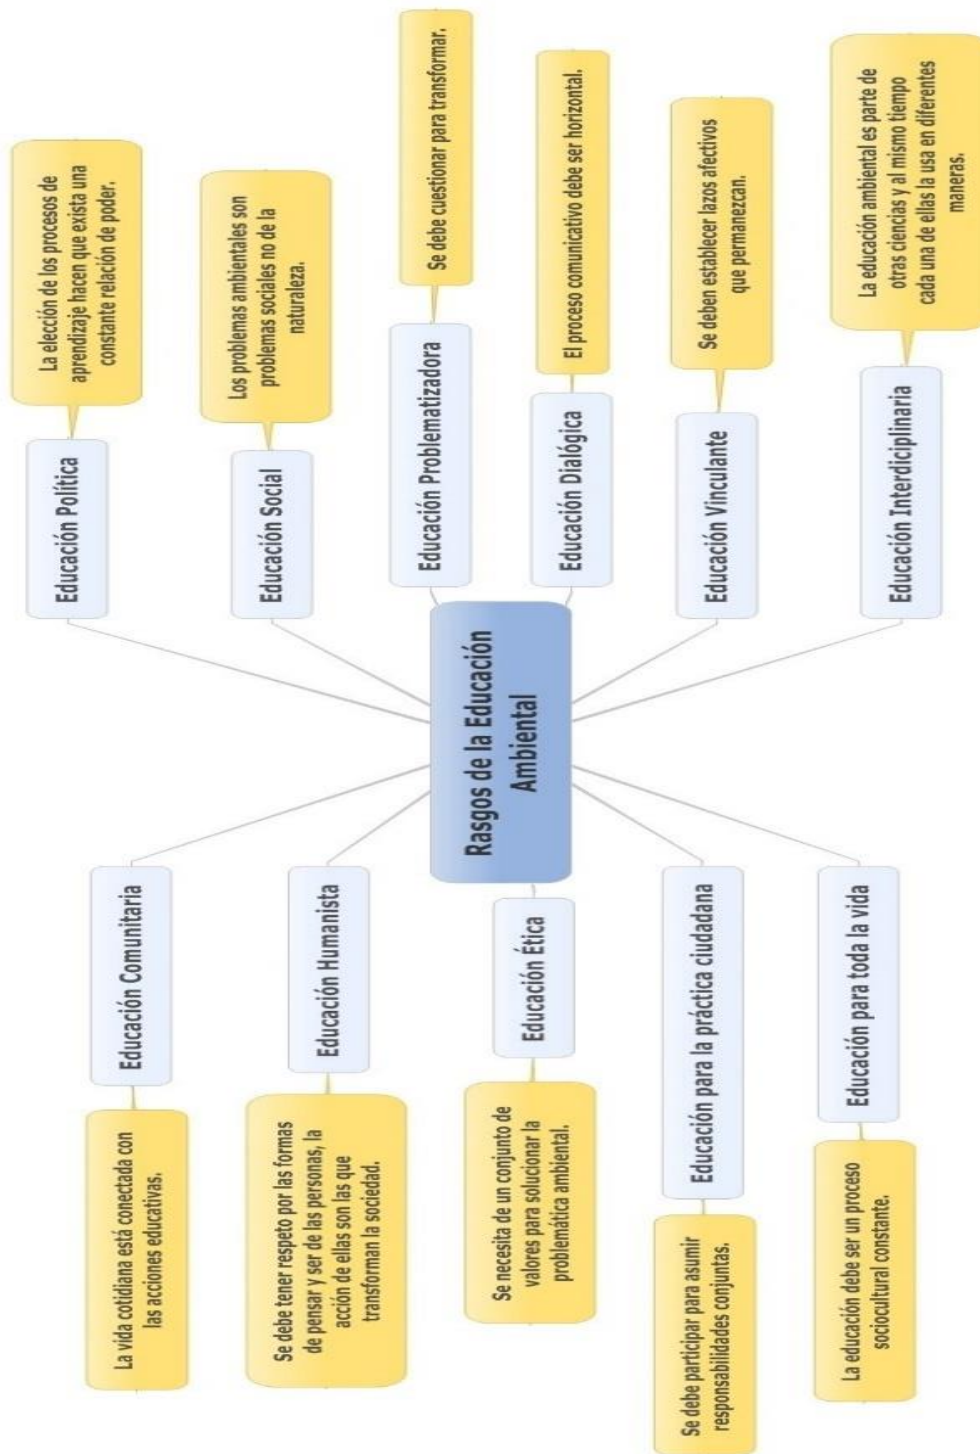 Rasgos de la Educación
Ambiental
Educación Comunitaria
La vida cotidiana está conectada con
las acciones educativas.
Educación Humanista
Se debe tener respeto por las formas
de pensar y ser de las personas, la
acción de ellas son las que
transforman la sociedad.
Educación Ética
Se necesita de un conjunto de
valores para solucionar la
problemática ambiental.
Educación para la práctica ciudadana
Se debe participar para asumir
responsabilidades conjuntas.
Educación para toda la vida
La educación debe ser un proceso
sociocultural constante.
Educación Política
La elección de los procesos de
aprendizaje hacen que exista una
constante relación de poder.
Educación Social
Los problemas ambientales son
problemas sociales no de la
naturaleza.
Educación Problematizadora
Se debe cuestionar para transformar.
Educación Dialógica
El proceso comunicativo debe ser horizontal.
Educación Vinculante
Se deben establecer lazos afectivos
que permanezcan.
Educación Interdiciplinaria
La educación ambiental es parte de
otras ciencias y al mismo tiempo
cada una de ellas la usa en diferentes
maneras.